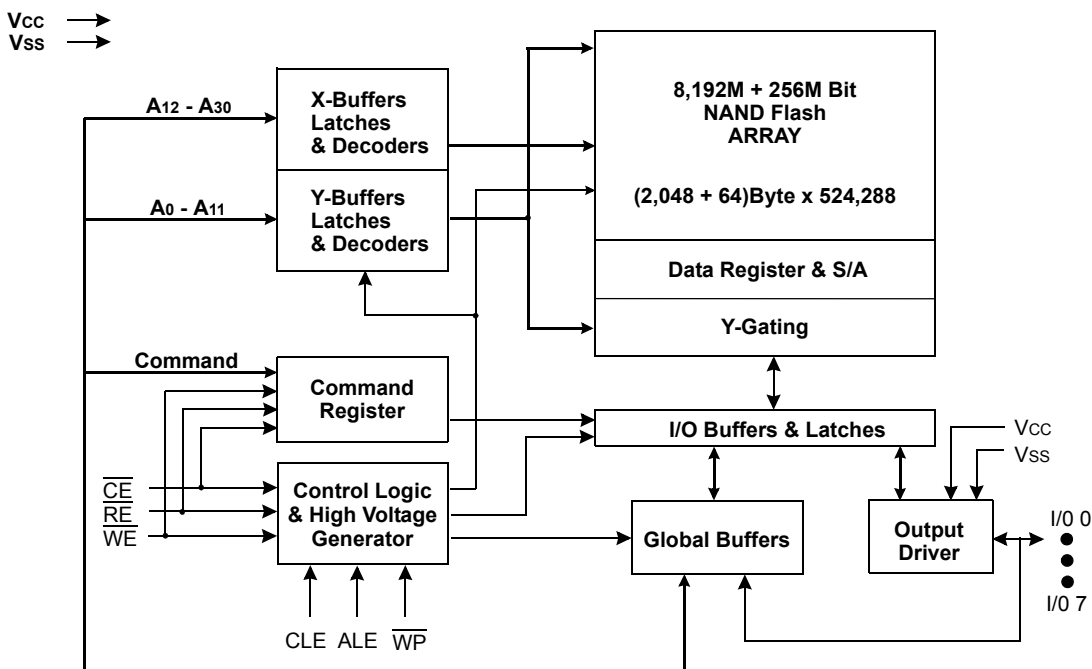 VCC
VSS
A12 - A30
X-Buffers
Latches
& Decoders
A0 - A11
Y-Buffers
Latches
& Decoders
8,192M + 256M Bit
NAND Flash
ARRAY
(2,048 + 64)Byte x 524,288
Data Register & S/A
Y-Gating
Command
Command
Register
I/O Buffers & Latches
VCC
VSS
CE
RE
WE
Control Logic
& High Voltage
Generator
Global Buffers
Output
Driver
I/0 0
I/0 7
CLE ALE WP